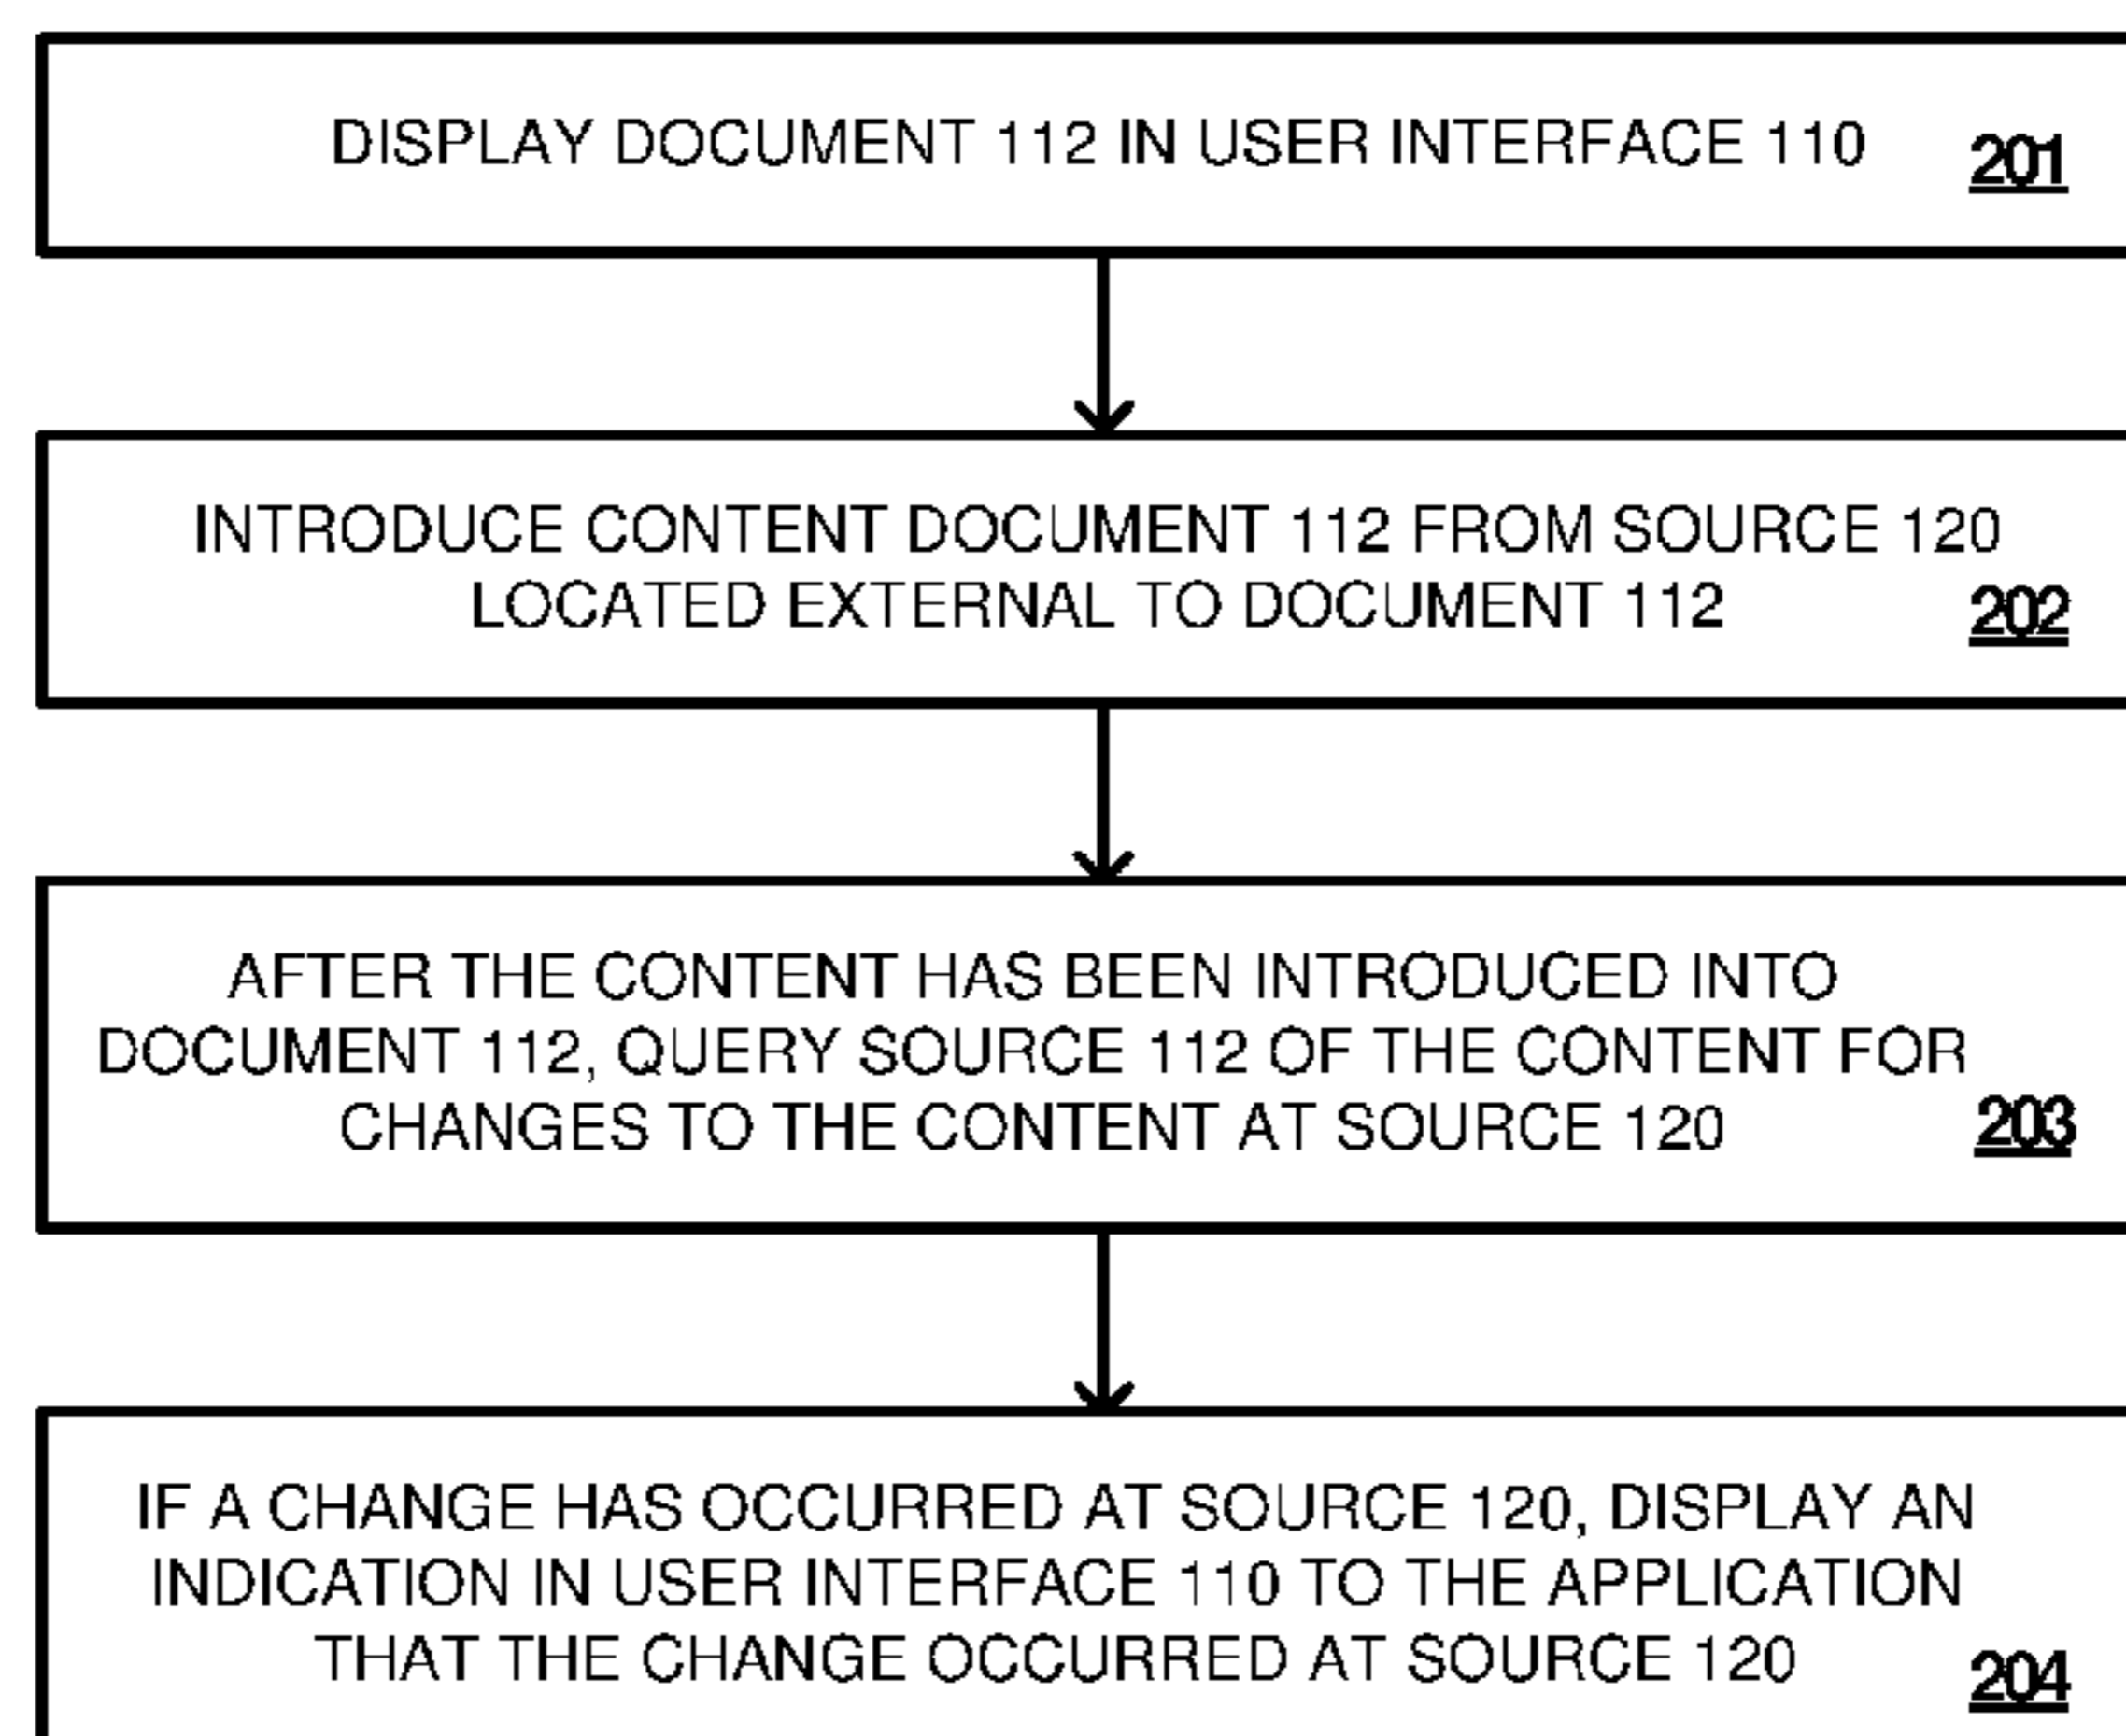 DISPLAY DOCUMENT 112 IN USER INTERFACE 110
201
INTRODUCE CONTENT DOCUMENT 112 FROM SOURCE 120
LOCATED EXTERNAL TO DOCUMENT 112
202
AFTER THE CONTENT HAS BEEN INTRODUCED INTO
DOCUMENT 112, QUERY SOURCE 112 OF THE CONTENT FOR
CHANGES TO THE CONTENT AT SOURCE 120
203
IF A CHANGE HAS OCCURRED AT SOURCE 120, DISPLAY AN
INDICATION IN USER INTERFACE 110 TO THE APPLICATION
THAT THE CHANGE OCCURRED AT SOURCE 120
204